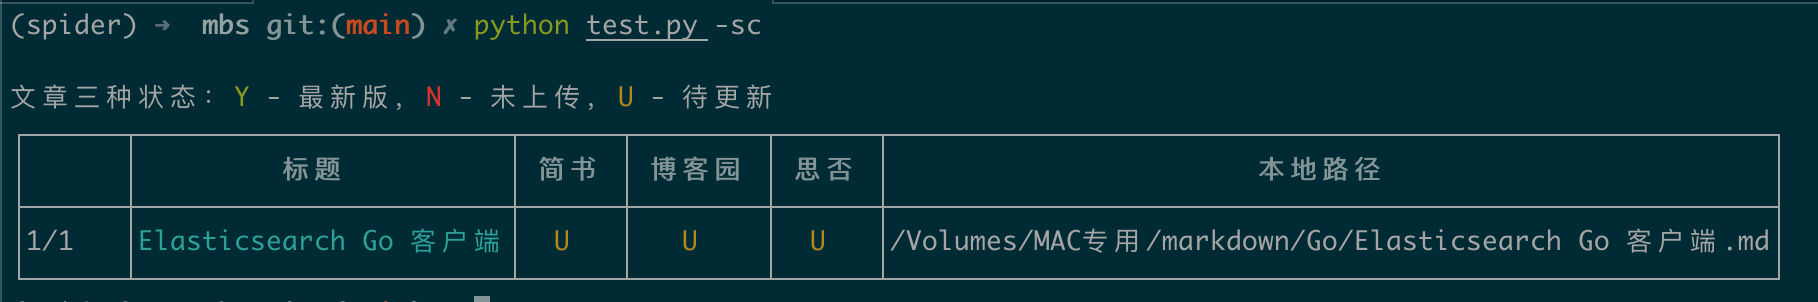 (spider) ➜  mbs git:(main) ✗ python test.py -sc
文章三种状态：Y - 最新版, N - 未上传, U - 待更新
标题 简书 博客园 思否 本地路径
1/1 Elasticsearch Go 客户端 U U U /Volumes/MAC专用/markdown/Go/Elasticsearch Go 客户端.md